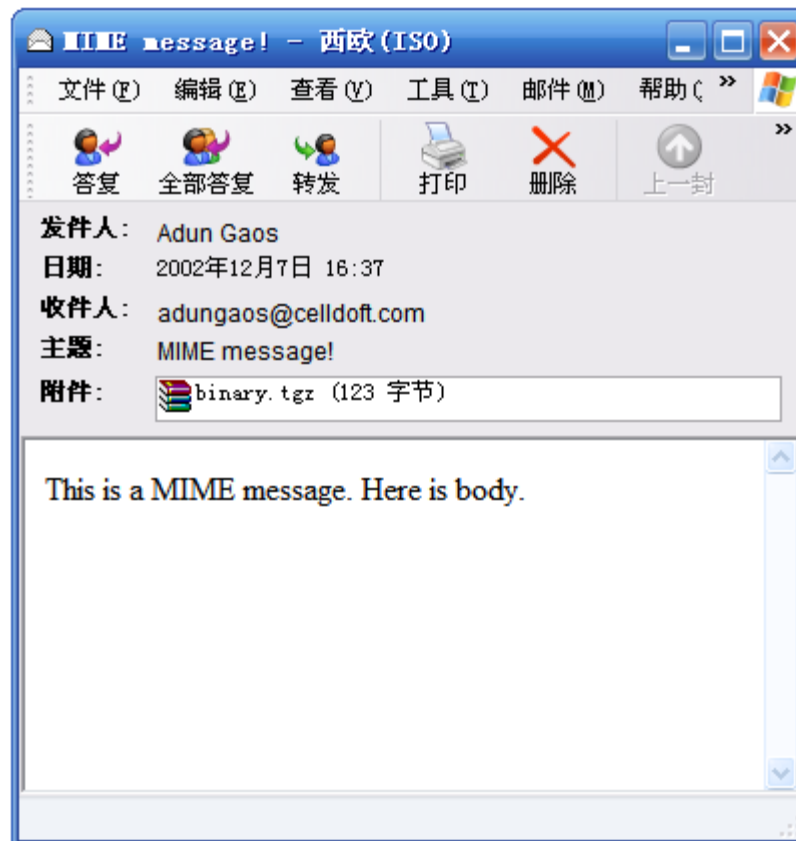 MIME message! - 西欧(ISO)
文件(F) 编辑(E) 查看(V) 工具(T) 邮件(M) 帮助( »
答复 全部答复 转发 打印 删除 上一封 »
发件人: Adun Gaos
日期: 2002年12月7日 16:37
收件人: adungaos@celldoft.com
主题: MIME message!
附件: binary.tgz (123 字节)
This is a MIME message. Here is body.